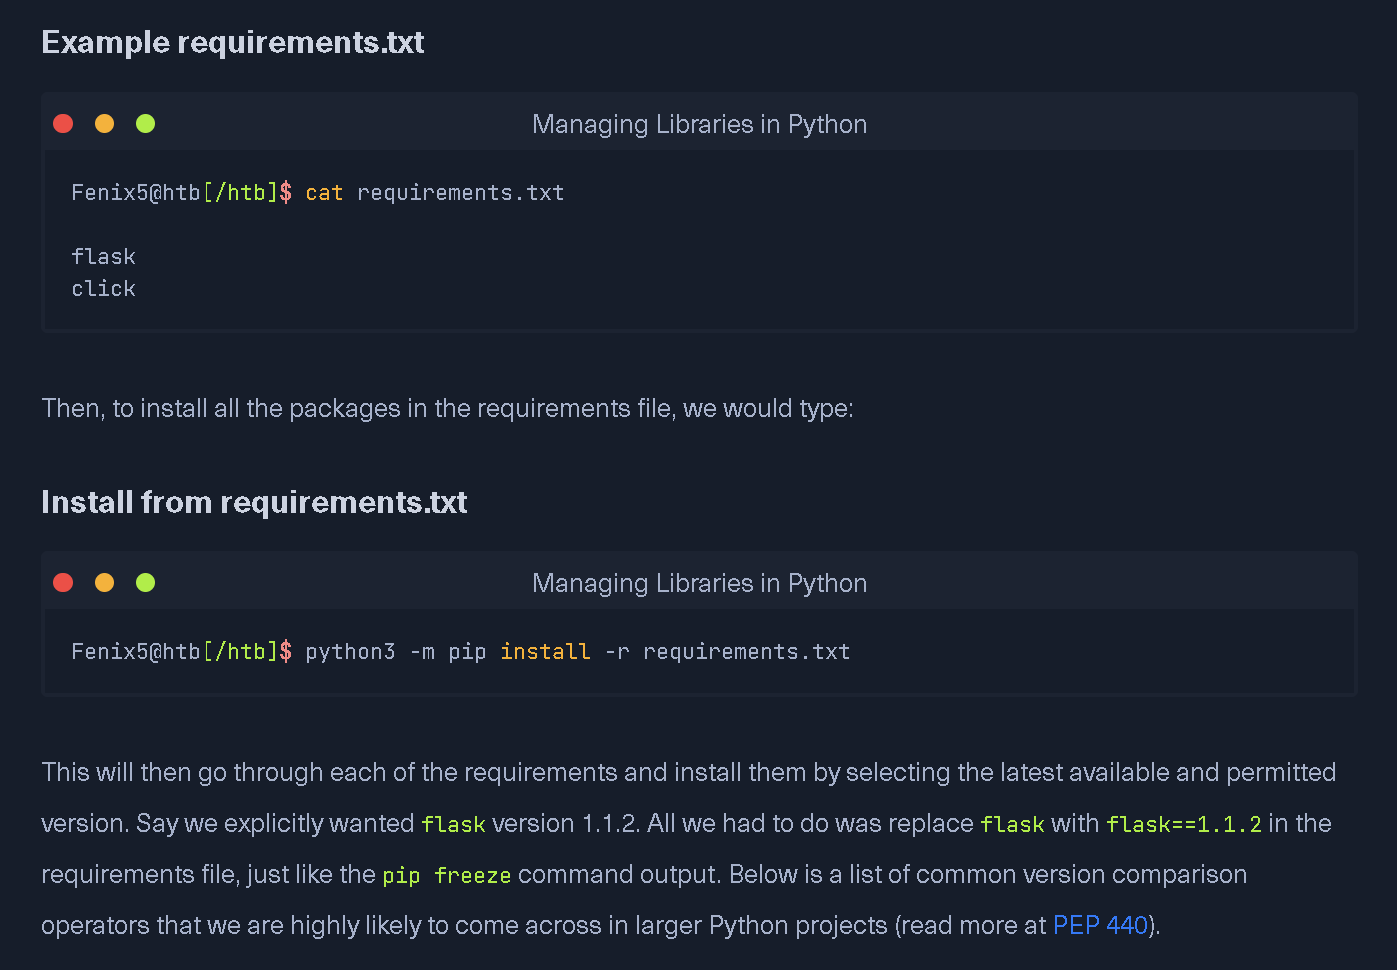 Example requirements.txt
Managing Libraries in Python
Fenix5@htb[/htb]$ cat requirements.txt
flask
click
Then, to install all the packages in the requirements file, we would type:
Install from requirements.txt
Managing Libraries in Python
Fenix5@htb[/htb]$ python3 -m pip install -r requirements.txt
This will then go through each of the requirements and install them by selecting the latest available and permitted
version. Say we explicitly wanted flask version 1.1.2. All we had to do was replace flask with flask==1.1.2 in the
requirements file, just like the pip freeze command output. Below is a list of common version comparison
operators that we are highly likely to come across in larger Python projects (read more at PEP 440).